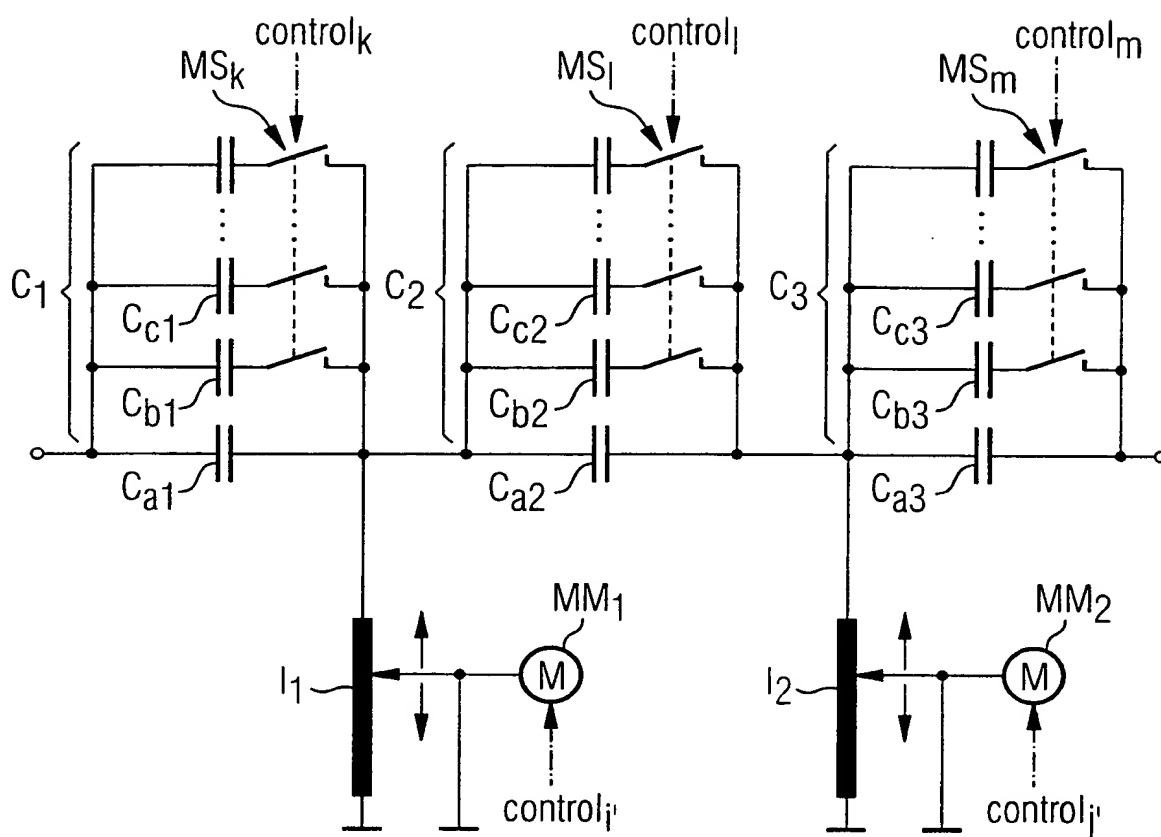 control_k
control_l
control_m
MS_k
MS_l
MS_m
C_1
C_2
C_3
C_c1
C_c2
C_c3
C_b1
C_b2
C_b3
C_a1
C_a2
C_a3
MM_1
MM_2
I_1
M
I_2
M
control_i'
control_j'